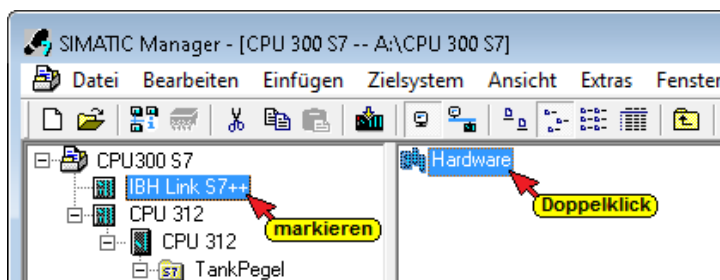 SIMATIC Manager - [CPU 300 S7 -- A:\CPU 300 S7]
Datei Bearbeiten Einfügen Zielsystem Ansicht Extras Fenster
CPU300 S7
IBH Link S7++
markieren
CPU 312
CPU 312
S7 TankPegel
Hardware
Doppelklick